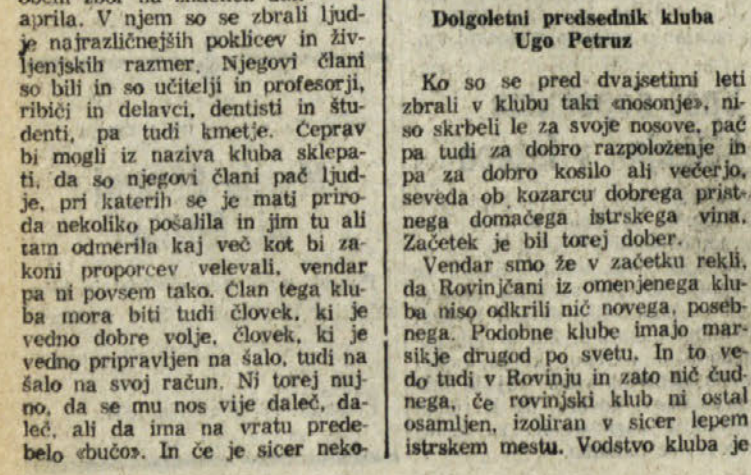 aprila. V njem so se zbrali ljud-
je najrazličnejših poklicev in živ-
ljenjskih razmer. Njegovi člani
so bili in so učitelji in profesorji,
ribiči in delavci, dentisti in štu-
denti, pa tudi kmetje. Čeprav
bi mogli iz naziva kluba sklepa-
ti, da so njegovi člani pač ljud-
je, pri katerih se je mati priro-
da nekoliko pošalila in jim tu ali
tam odmerila kaj več kot bi za-
koni proporcev velevali, vendar
pa ni povsem tako. Član tega klu-
ba mora biti tudi človek, ki je
vedno dobre volje, človek, ki je
vedno pripravljen na šalo, tudi na
šalo na svoj račun. Ni torej nuj-
no, da se mu nos vije daleč, da-
leč, ali da ima na vratu prede-
belo «bučo». In če je sicer neko-
Dolgoletni predsednik kluba
Ugo Petruz
Ko so se pred dvajsetimi leti
zbrali v klubu taki «nosonje», ni-
so skrbeli le za svoje nosove, pač
pa tudi za dobro razpoloženje in
pa za dobro kosilo ali večerjo,
seveda ob kozarcu dobrega prist-
nega domačega istrskega vina.
Začetek je bil torej dober.
Vendar smo že v začetku rekli,
da Rovinjčani iz omenjenega klu-
ba niso odkrili nič novega, poseb-
nega. Podobne klube imajo mar-
sikje drugod po svetu. In to ve-
do tudi v Rovinju in zato nič čud-
nega, če rovinjski klub ni ostal
osamljen, izoliran v sicer lepem
istrskem mestu. Vodstvo kluba je